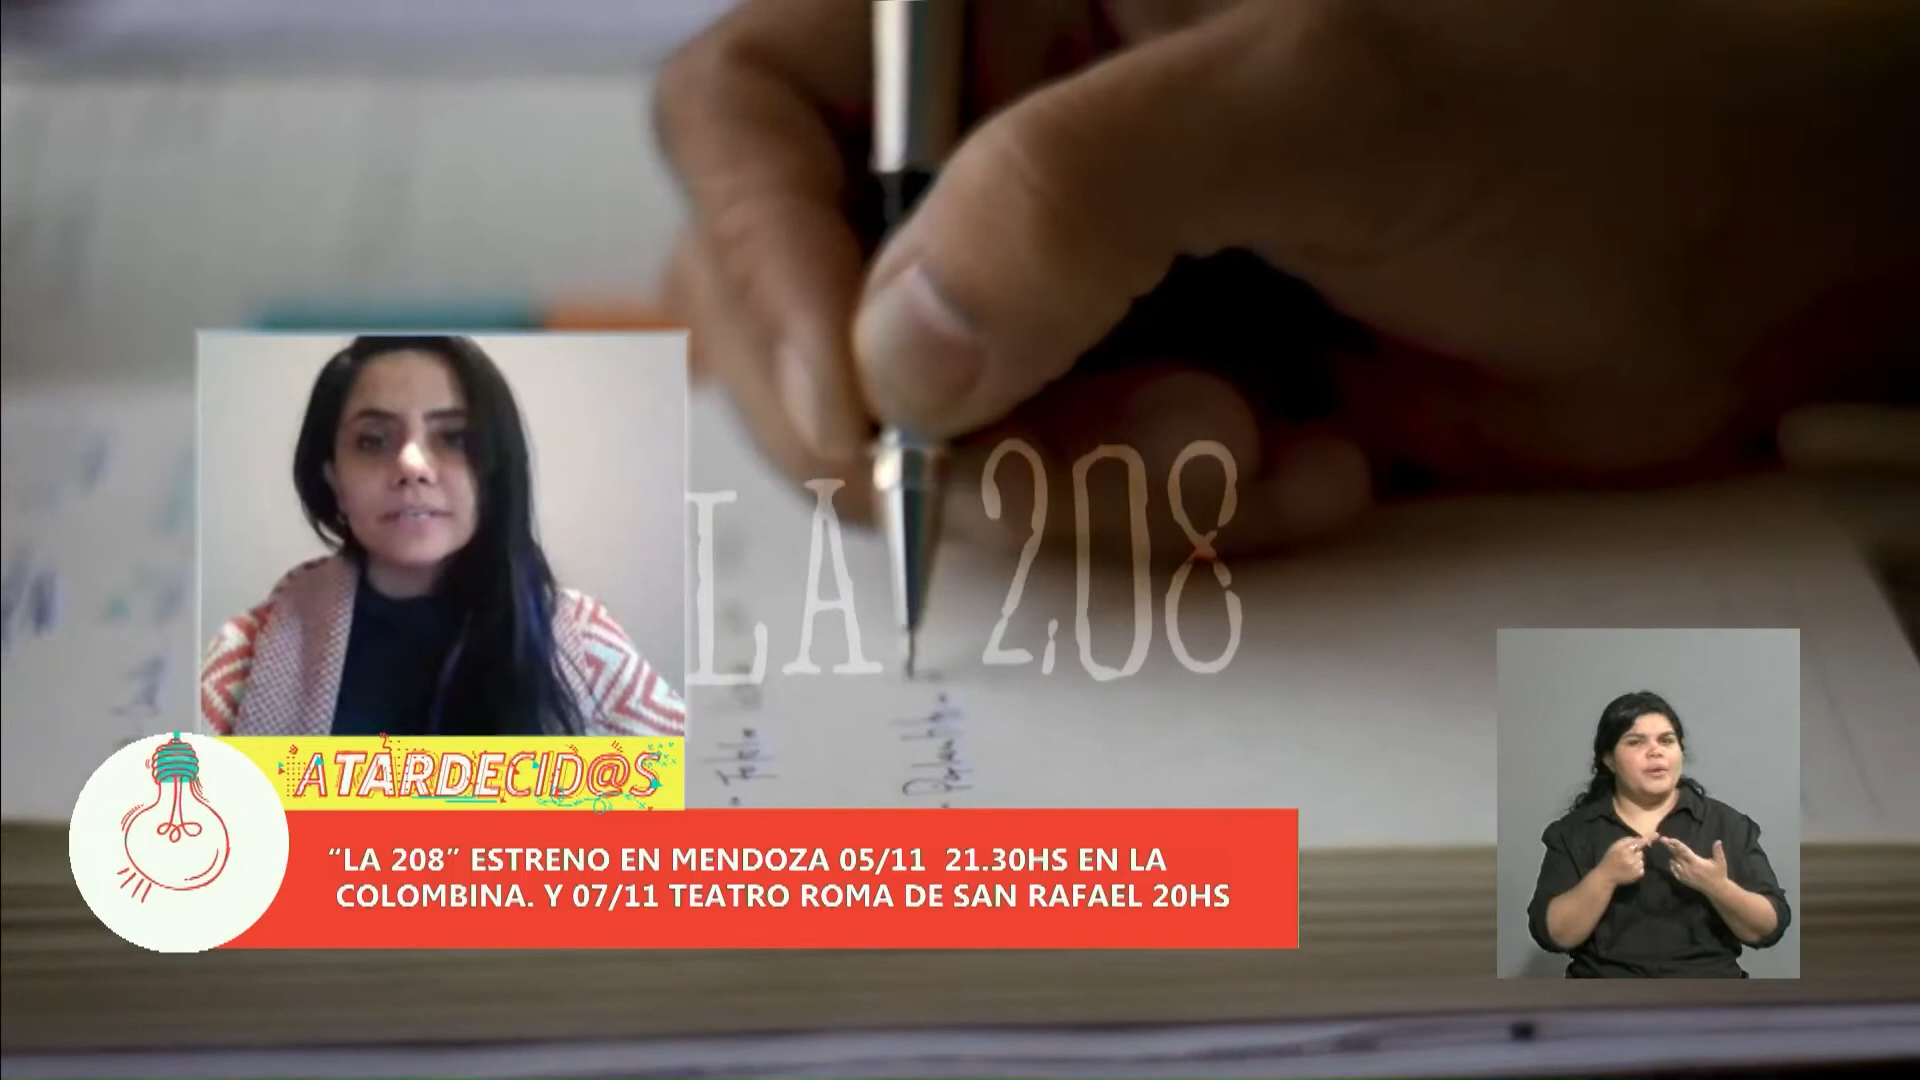 LA 208
ATARDECID@S
“LA 208” ESTRENO EN MENDOZA 05/11 21.30HS EN LA
COLOMBINA. Y 07/11 TEATRO ROMA DE SAN RAFAEL 20HS